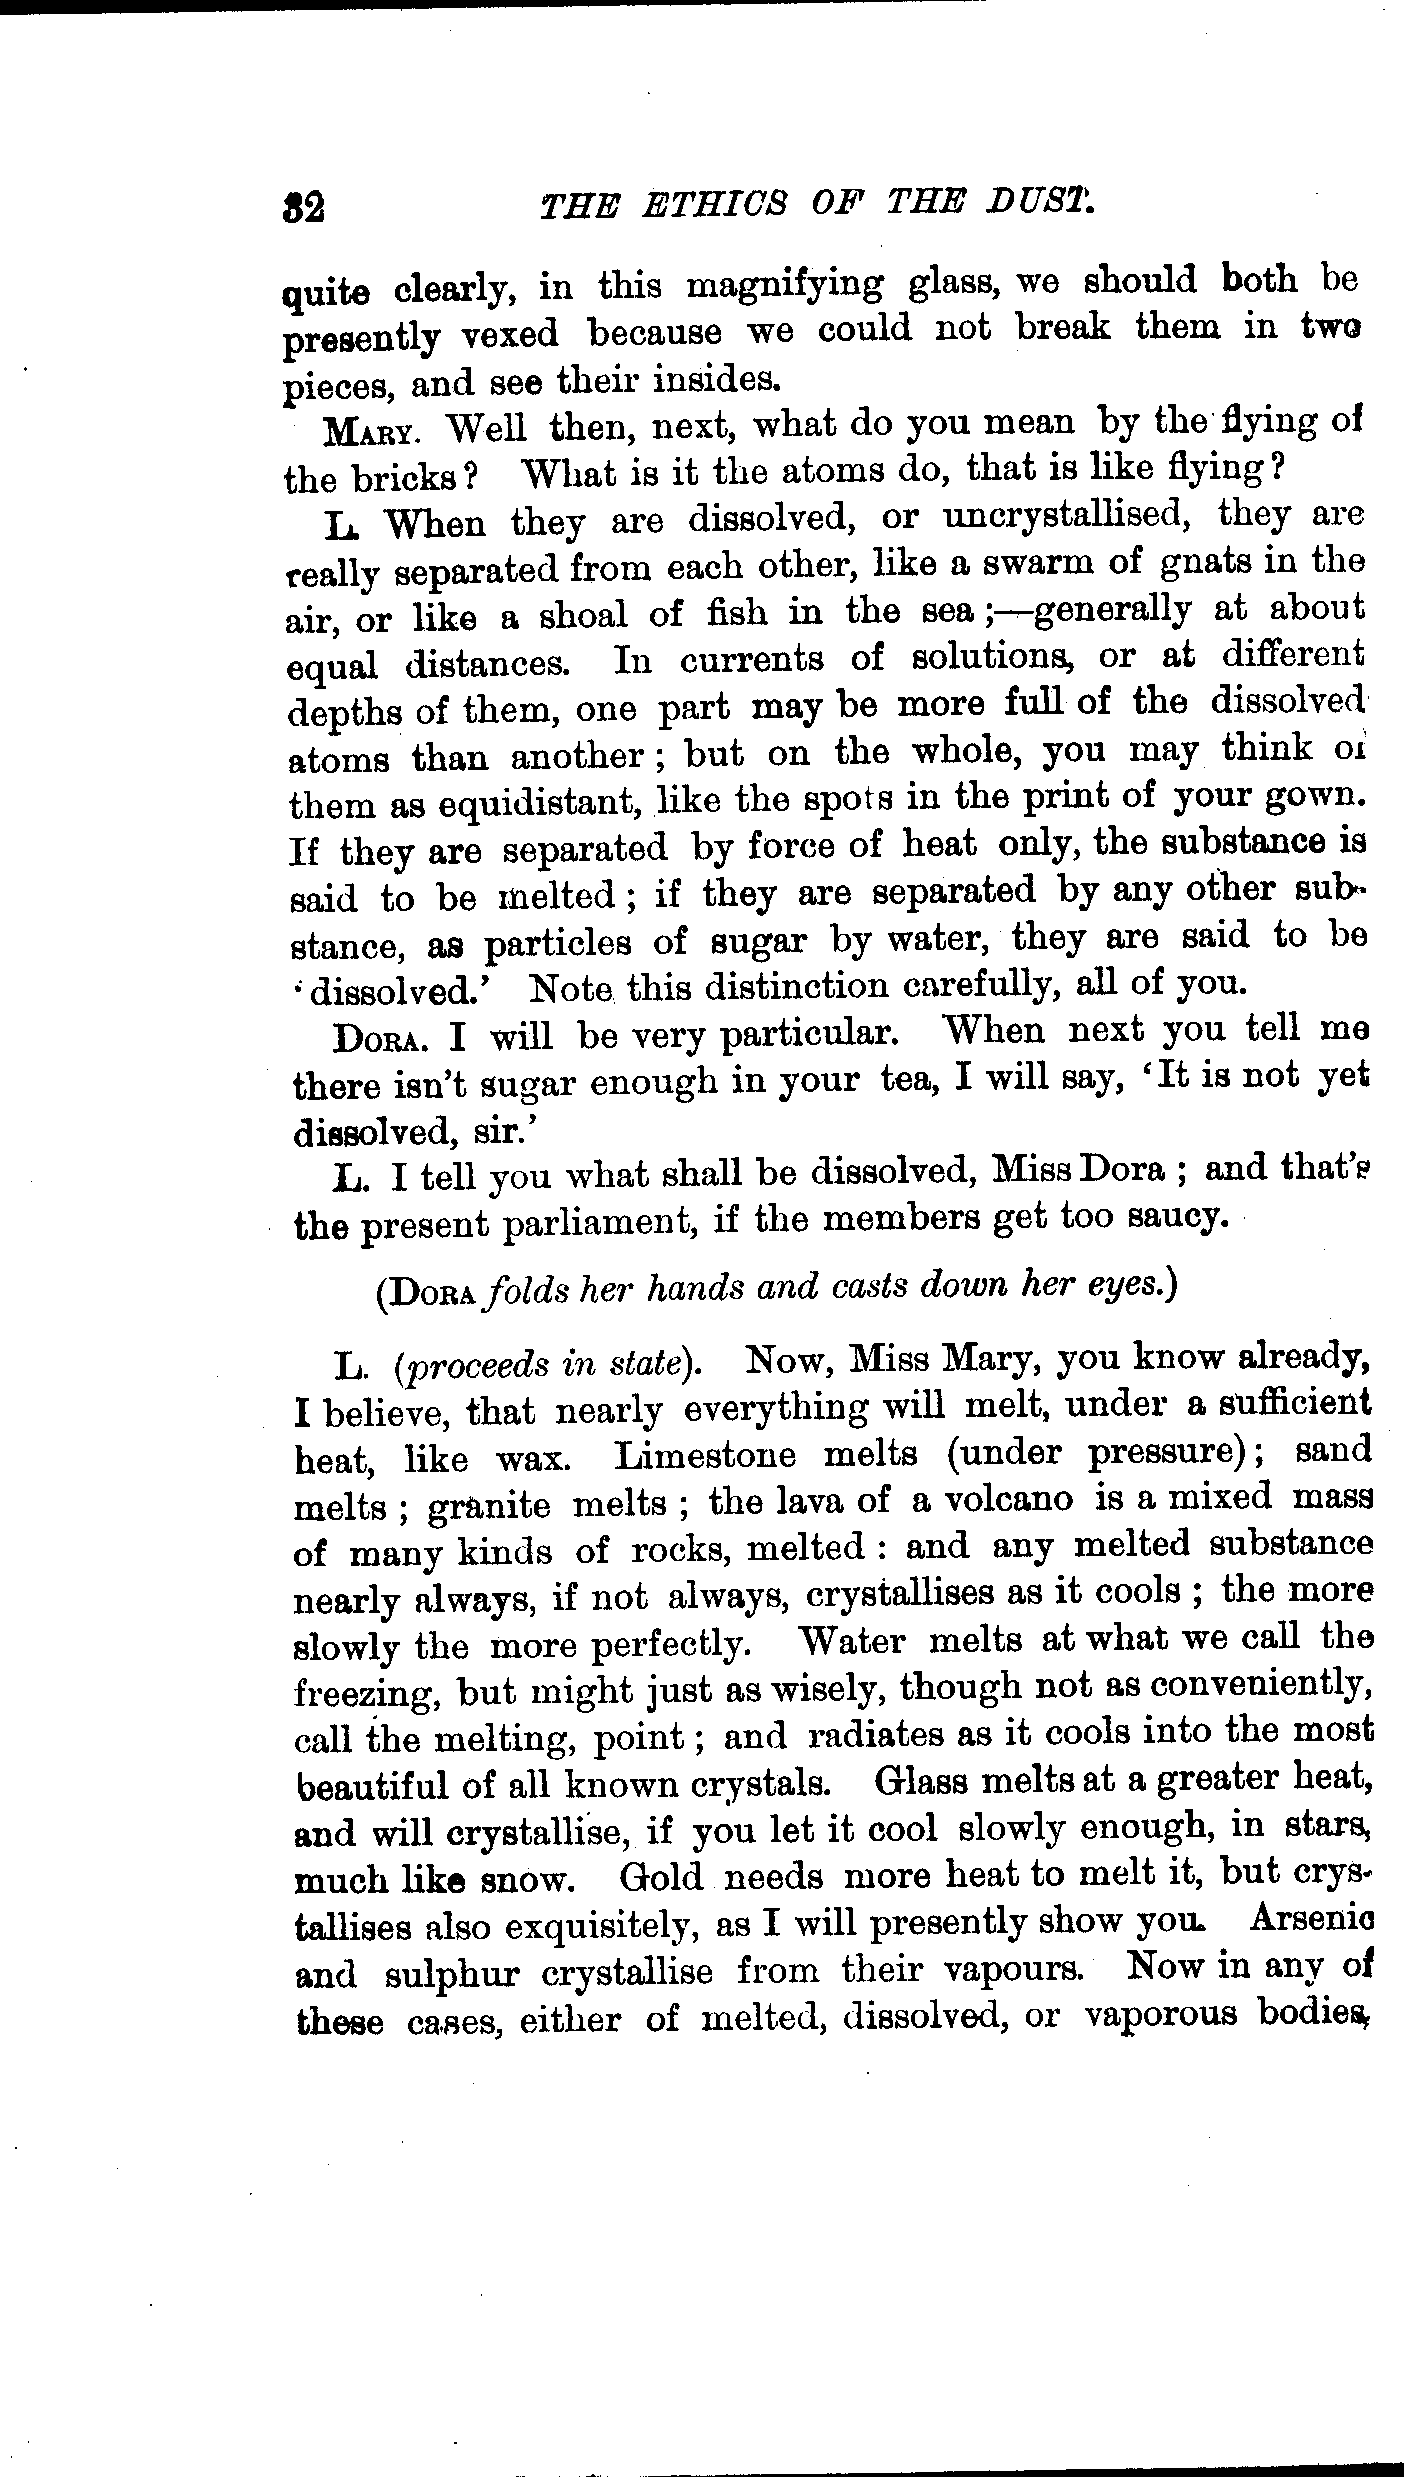 32 THE ETHICS OF THE DUST.
quite clearly, in this magnifying glass, we should both be
presently vexed because we could not break them in two
pieces, and see their insides.
MARY. Well then, next, what do you mean by the flying of
the bricks? What is it the atoms do, that is like flying?
L. When they are dissolved, or uncrystallised, they are
really separated from each other, like a swarm of gnats in the
air, or like a shoal of fish in the sea;—generally at about
equal distances. In currents of solutions, or at different
depths of them, one part may be more full of the dissolved
atoms than another; but on the whole, you may think of
them as equidistant, like the spots in the print of your gown.
If they are separated by force of heat only, the substance is
said to be melted; if they are separated by any other sub-
stance, as particles of sugar by water, they are said to be
'dissolved.' Note this distinction carefully, all of you.
DORA. I will be very particular. When next you tell me
there isn't sugar enough in your tea, I will say, 'It is not yet
dissolved, sir.'
L. I tell you what shall be dissolved, Miss Dora; and that's
the present parliament, if the members get too saucy.
(DORA folds her hands and casts down her eyes.)
L. (proceeds in state). Now, Miss Mary, you know already,
I believe, that nearly everything will melt, under a sufficient
heat, like wax. Limestone melts (under pressure); sand
melts; granite melts; the lava of a volcano is a mixed mass
of many kinds of rocks, melted: and any melted substance
nearly always, if not always, crystallises as it cools; the more
slowly the more perfectly. Water melts at what we call the
freezing, but might just as wisely, though not as conveniently,
call the melting, point; and radiates as it cools into the most
beautiful of all known crystals. Glass melts at a greater heat,
and will crystallise, if you let it cool slowly enough, in stars,
much like snow. Gold needs more heat to melt it, but crys-
tallises also exquisitely, as I will presently show you. Arsenic
and sulphur crystallise from their vapours. Now in any of
these cases, either of melted, dissolved, or vaporous bodies,